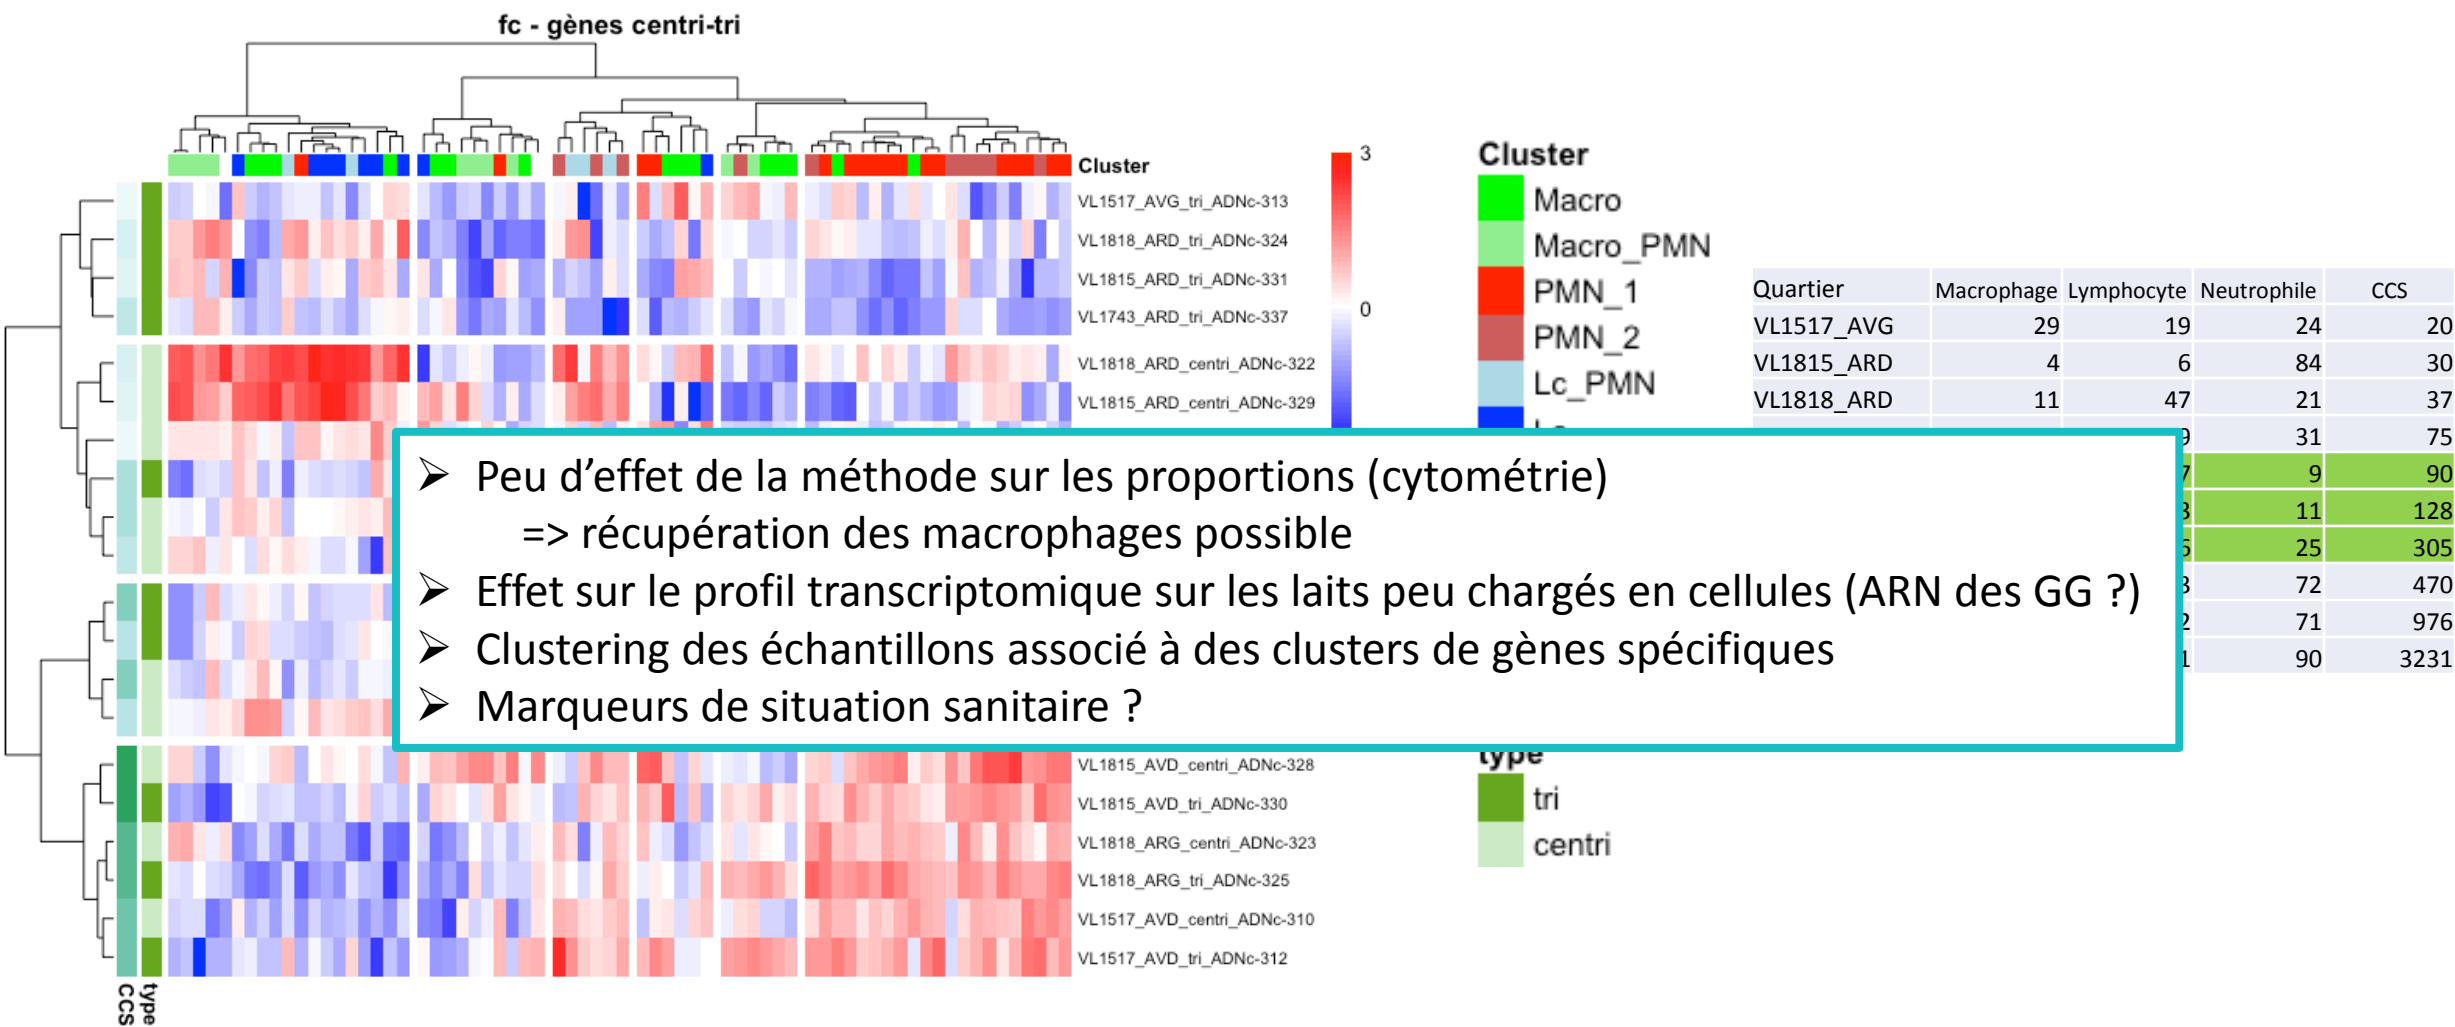 fc - gènes centri-tri
Cluster
VL1517_AVG_tri_ADNc-313
VL1818_ARD_tri_ADNc-324
VL1815_ARD_tri_ADNc-331
VL1743_ARD_tri_ADNc-337
VL1818_ARD_centri_ADNc-322
VL1815_ARD_centri_ADNc-329
3
0
Cluster
Macro
Macro_PMN
PMN_1
PMN_2
Lc_PMN
Quartier Macrophage Lymphocyte Neutrophile CCS
VL1517_AVG 29 19 24 20
VL1815_ARD 4 6 84 30
VL1818_ARD 11 47 21 37
31 75
9 90
11 128
25 305
72 470
71 976
90 3231
➢ Peu d’effet de la méthode sur les proportions (cytométrie)
=> récupération des macrophages possible
➢ Effet sur le profil transcriptomique sur les laits peu chargés en cellules (ARN des GG ?)
➢ Clustering des échantillons associé à des clusters de gènes spécifiques
➢ Marqueurs de situation sanitaire ?
VL1815_AVD_centri_ADNc-328
VL1815_AVD_tri_ADNc-330
VL1818_ARG_centri_ADNc-323
VL1818_ARG_tri_ADNc-325
VL1517_AVD_centri_ADNc-310
VL1517_AVD_tri_ADNc-312
type
tri
centri
CCS
type